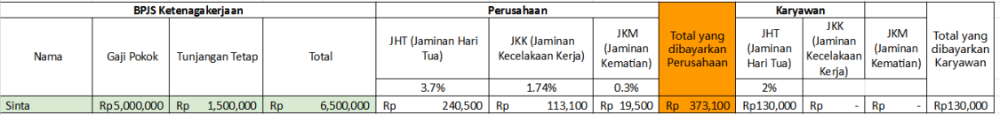 BPJS Ketenagakerjaan Perusahaan Total yang dibayarkan Perusahaan Karyawan Total yang dibayarkan Karyawan
Nama Gaji Pokok Tunjangan Tetap Total JHT (Jaminan Hari Tua) JKK (Jaminan Kecelakaan Kerja) JKM (Jaminan Kematian) JHT (Jaminan Hari Tua) JKK (Jaminan Kecelakaan Kerja) JKM (Jaminan Kematian)
3.7% 1.74% 0.3% 2%
Sinta Rp5,000,000 Rp 1,500,000 Rp 6,500,000 Rp 240,500 Rp 113,100 Rp 19,500 Rp 373,100 Rp130,000 Rp - Rp - Rp130,000